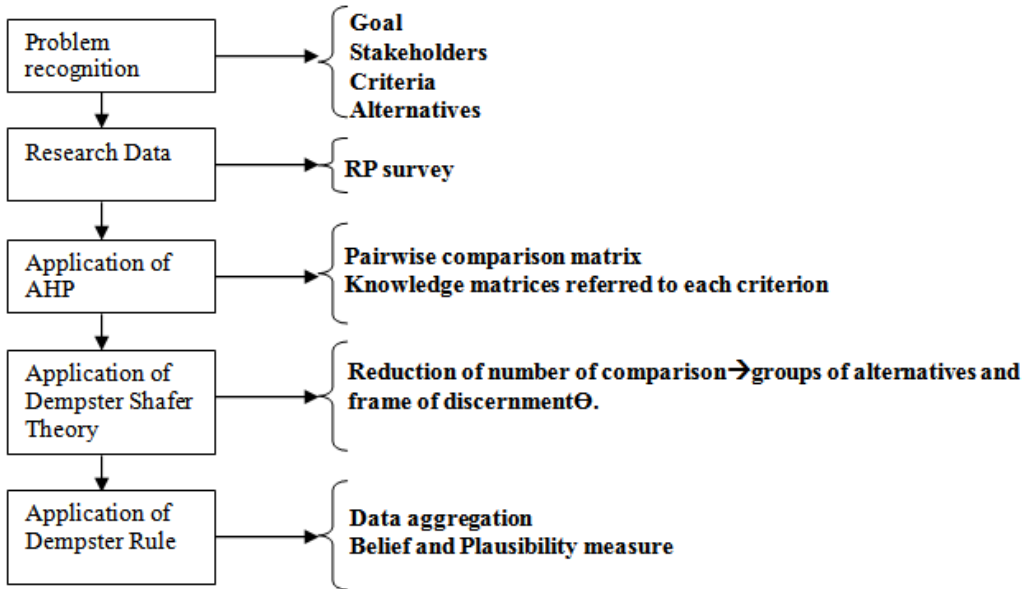 Problem
recognition
Goal
Stakeholders
Criteria
Alternatives
Research Data
RP survey
Application of
AHP
Pairwise comparison matrix
Knowledge matrices referred to each criterion
Application of
Dempster Shafer
Theory
Reduction of number of comparison→groups of alternatives and
frame of discernmentΘ.
Application of
Dempster Rule
Data aggregation
Belief and Plausibility measure